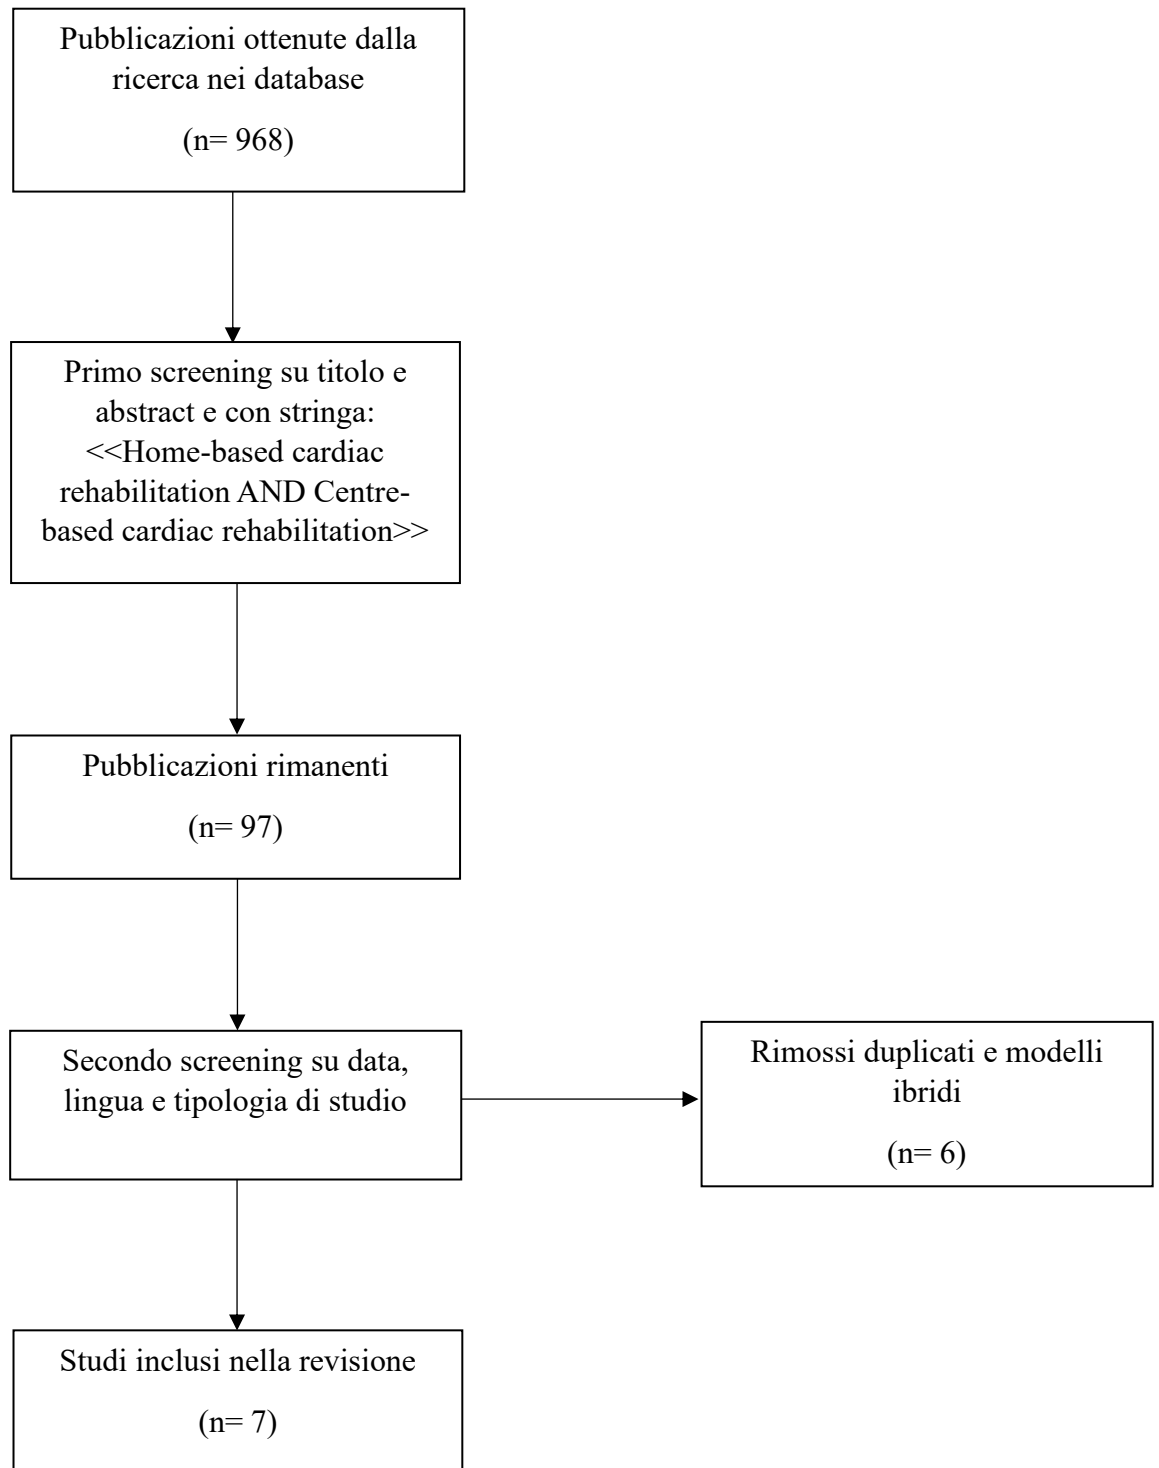 Pubblicazioni ottenute dalla
ricerca nei database
(n= 968)
Primo screening su titolo e
abstract e con stringa:
<<Home-based cardiac
rehabilitation AND Centre-
based cardiac rehabilitation>>
Pubblicazioni rimanenti
(n= 97)
Secondo screening su data,
lingua e tipologia di studio
Rimossi duplicati e modelli
ibridi
(n= 6)
Studi inclusi nella revisione
(n= 7)